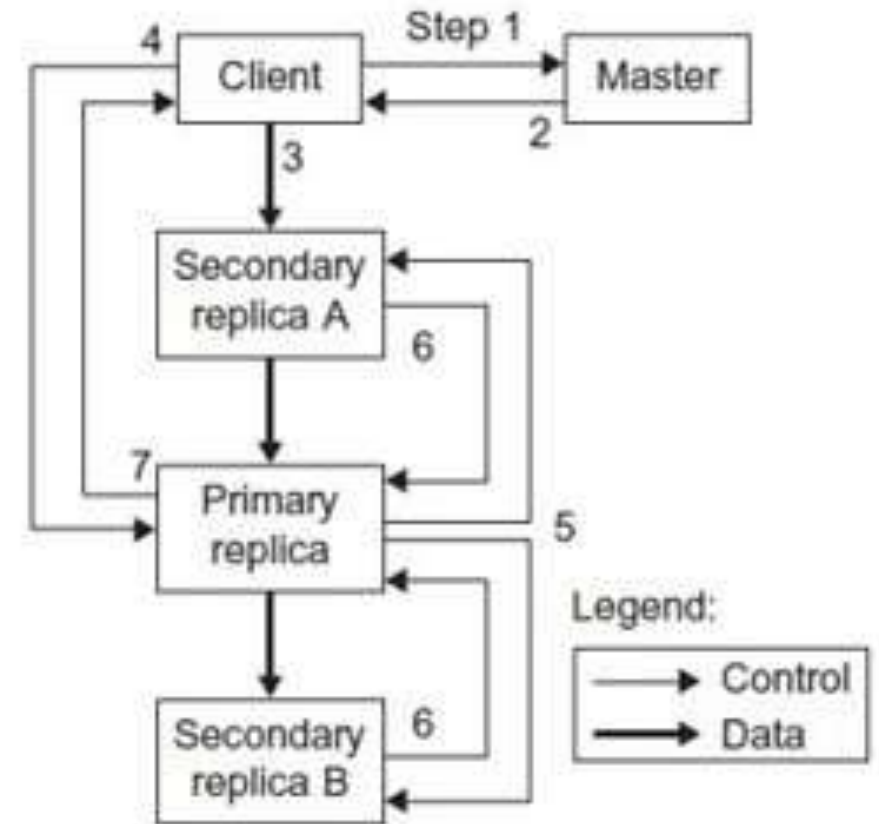 Step 1
4
Client
Master
2
3
Secondary
replica A
6
7
Primary
replica
5
Legend:
Control
Data
6
Secondary
replica B